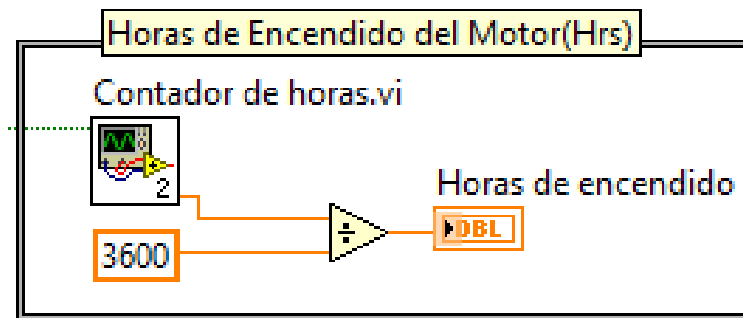 Horas de Encendido del Motor(Hrs)
Contador de horas.vi
2
Horas de encendido
DBL
3600